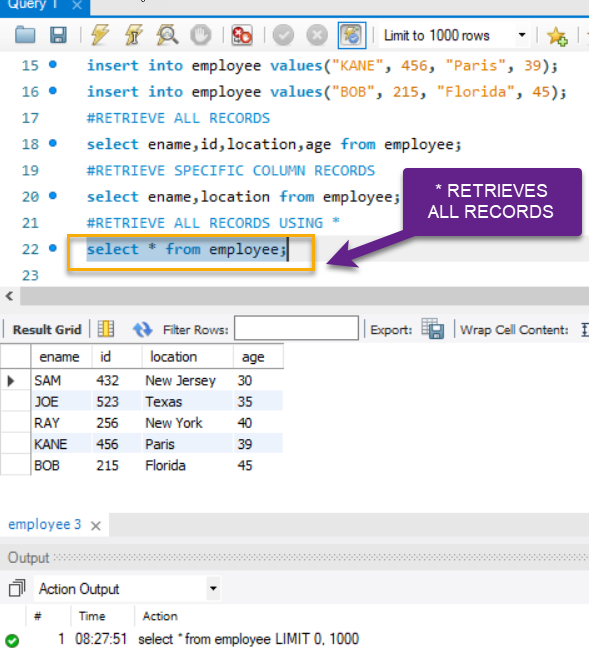 Query 1
Limit to 1000 rows
15 insert into employee values("KANE", 456, "Paris", 39);
16 insert into employee values("BOB", 215, "Florida", 45);
17 #RETRIEVE ALL RECORDS
18 select ename,id,location,age from employee;
19 #RETRIEVE SPECIFIC COLUMN RECORDS
20 select ename,location from employee;
21 #RETRIEVE ALL RECORDS USING *
22 select * from employee;
23
* RETRIEVES
ALL RECORDS
Result Grid Filter Rows: Export: Wrap Cell Content:
ename id location age
SAM 432 New Jersey 30
JOE 523 Texas 35
RAY 256 New York 40
KANE 456 Paris 39
BOB 215 Florida 45
employee 3
Output
Action Output
# Time Action
1 08:27:51 select * from employee LIMIT 0, 1000